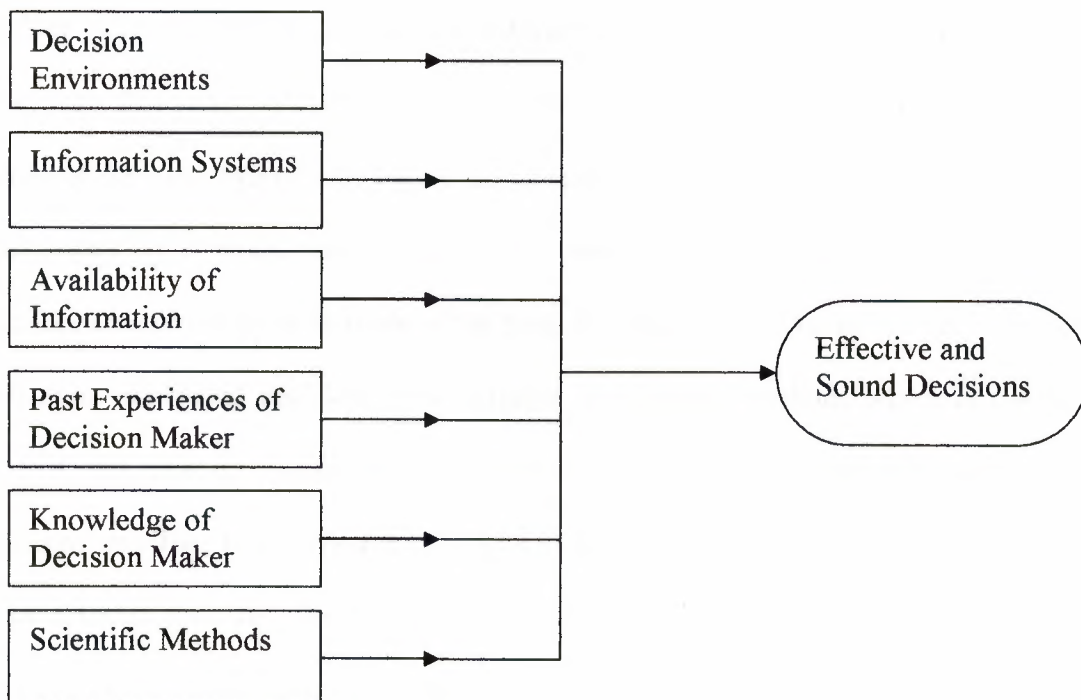 Decision
Environments
Information Systems
Availability of
Information
Past Experiences of
Decision Maker
Knowledge of
Decision Maker
Scientific Methods
Effective and
Sound Decisions